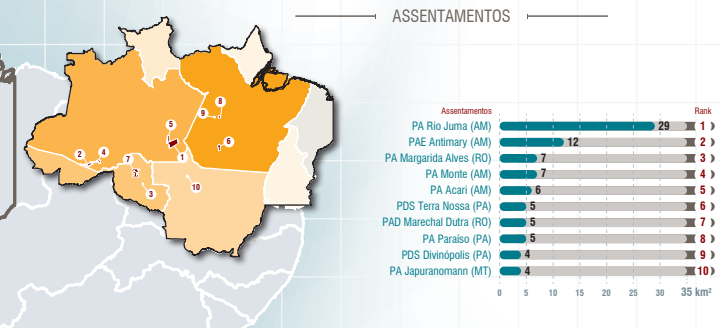 ASSENTAMENTOS
Assentamentos Rank
PA Rio Juma (AM) 29 1
PAE Antimary (AM) 12 2
PA Margarida Alves (RO) 7 3
PA Monte (AM) 7 4
PA Acari (AM) 6 5
PDS Terra Nossa (PA) 5 6
PAD Marechal Dutra (RO) 5 7
PA Paraíso (PA) 5 8
PDS Divinópolis (PA) 4 9
PA Japuranomann (MT) 4 10
0 5 10 15 20 25 30 35 km²
8
9
5
6
2
4
7
1
3
10